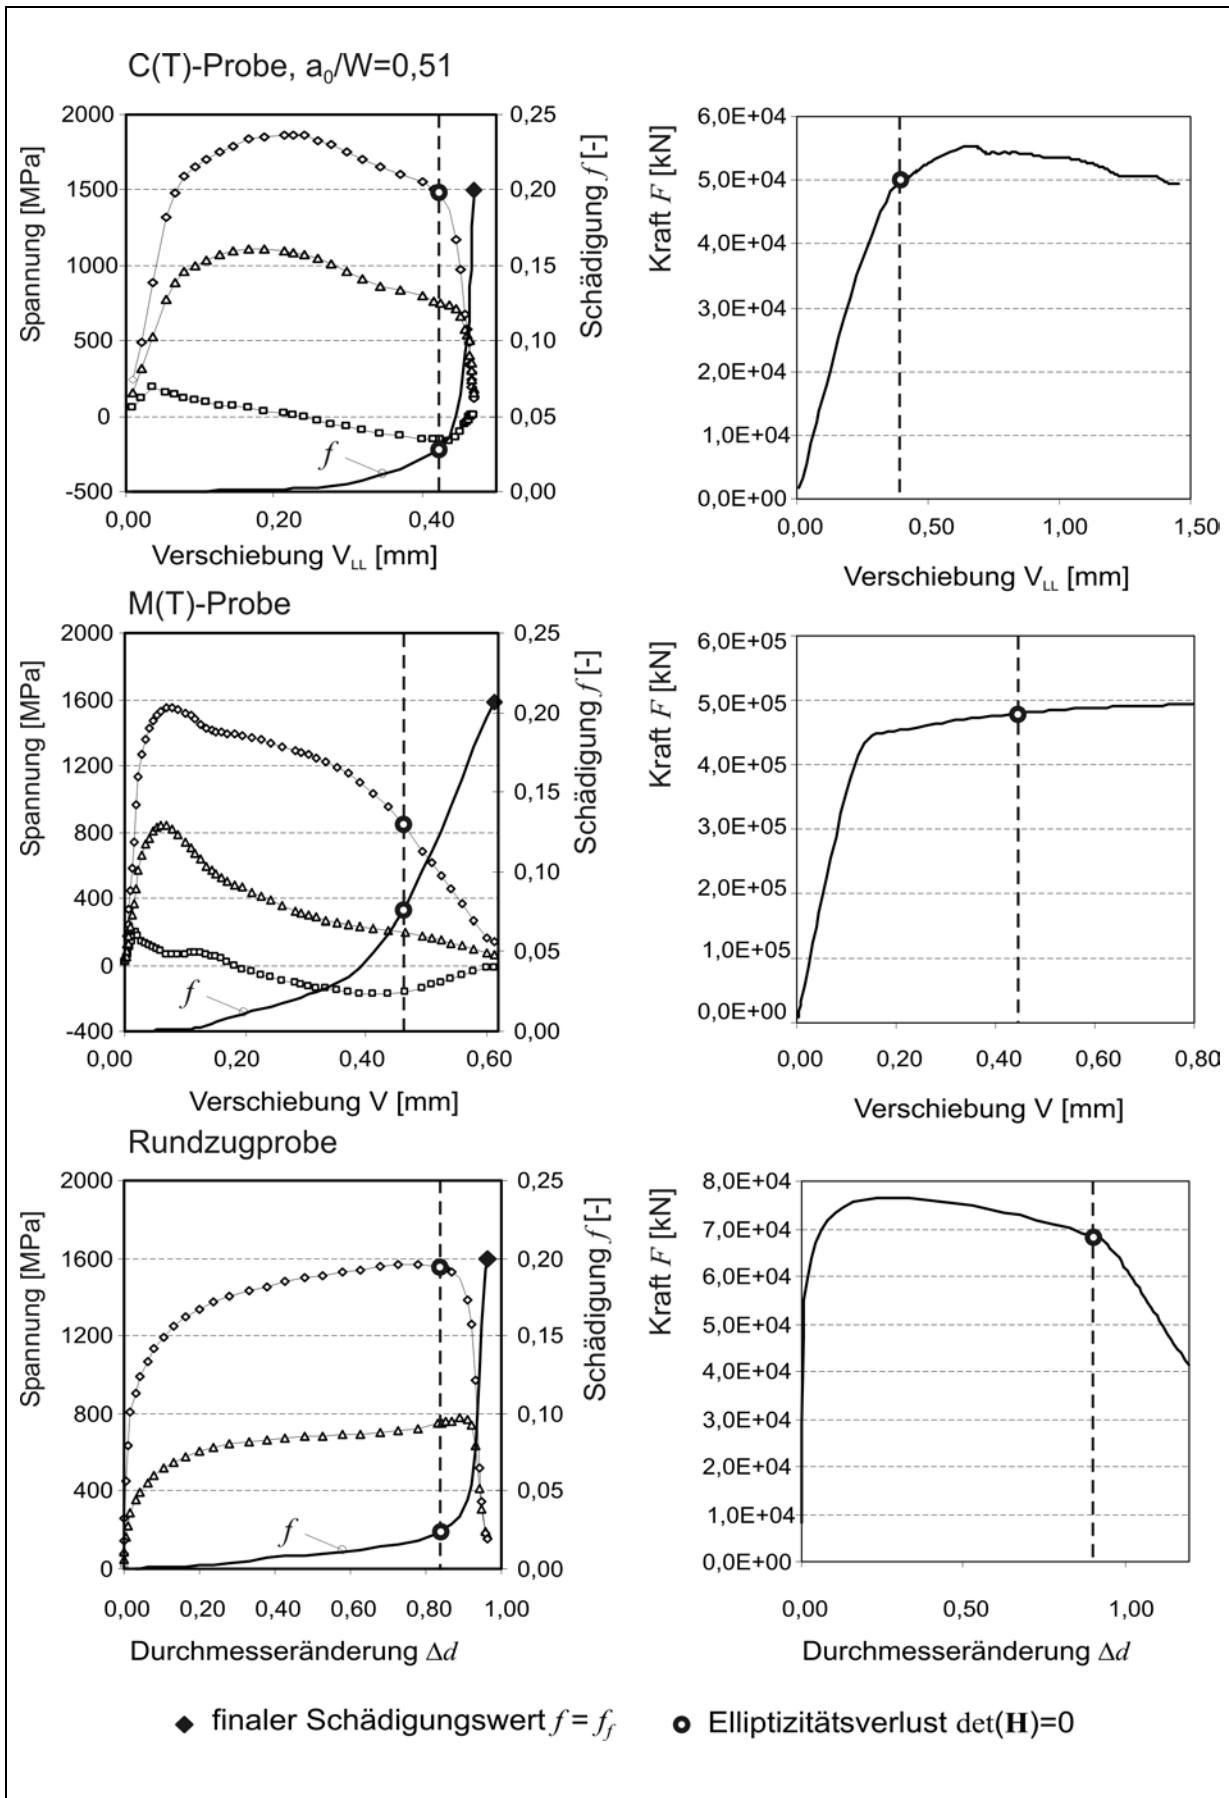 C(T)-Probe, a₀/W=0,51
Spannung [MPa]
2000
1500
1000
500
0
-500
0,25
0,20
0,15
0,10
0,05
0,00
Schädigung f [-]
f
0,00 0,20 0,40
Verschiebung V_LL [mm]
Kraft F [kN]
6,0E+04
5,0E+04
4,0E+04
3,0E+04
2,0E+04
1,0E+04
0,0E+00
0,00 0,50 1,00 1,50
Verschiebung V_LL [mm]
M(T)-Probe
Spannung [MPa]
2000
1600
1200
800
400
0
-400
0,25
0,20
0,15
0,10
0,05
0,00
Schädigung f [-]
f
0,00 0,20 0,40 0,60
Verschiebung V [mm]
Kraft F [kN]
6,0E+05
5,0E+05
4,0E+05
3,0E+05
2,0E+05
1,0E+05
0,0E+00
0,00 0,20 0,40 0,60 0,80
Verschiebung V [mm]
Rundzugprobe
Spannung [MPa]
2000
1600
1200
800
400
0
0,25
0,20
0,15
0,10
0,05
0,00
Schädigung f [-]
f
0,00 0,20 0,40 0,60 0,80 1,00
Durchmesseränderung Δd
Kraft F [kN]
8,0E+04
7,0E+04
6,0E+04
5,0E+04
4,0E+04
3,0E+04
2,0E+04
1,0E+04
0,0E+00
0,00 0,50 1,00
Durchmesseränderung Δd
finaler Schädigungswert f = f_f
Elliptizitätsverlust det(H)=0